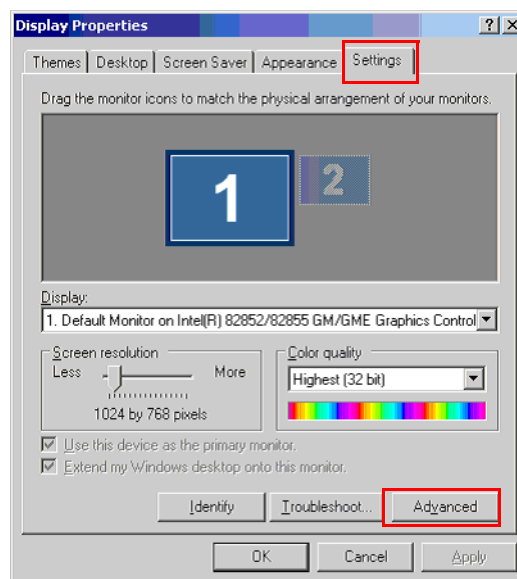 Display Properties
Themes Desktop Screen Saver Appearance Settings
Drag the monitor icons to match the physical arrangement of your monitors.
1 2
Display:
1. Default Monitor on Intel(R) 82852/82855 GM/GME Graphics Control
Screen resolution Color quality
Less More Highest (32 bit)
1024 by 768 pixels
Use this device as the primary monitor.
Extend my Windows desktop onto this monitor.
Identify Troubleshoot... Advanced
OK Cancel Apply